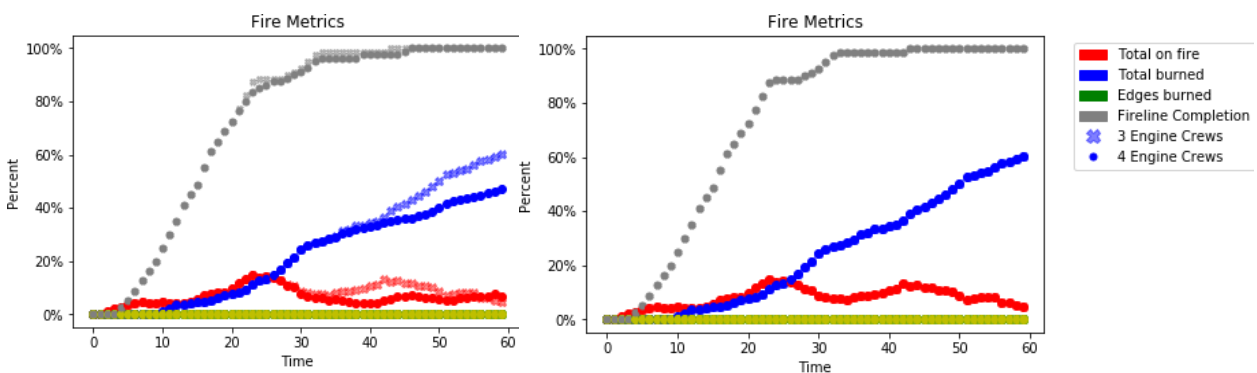 Fire Metrics
Percent
100%
80%
60%
40%
20%
0%
0 10 20 30 40 50 60
Time
Fire Metrics
Percent
100%
80%
60%
40%
20%
0%
0 10 20 30 40 50 60
Time
Total on fire
Total burned
Edges burned
Fireline Completion
3 Engine Crews
4 Engine Crews